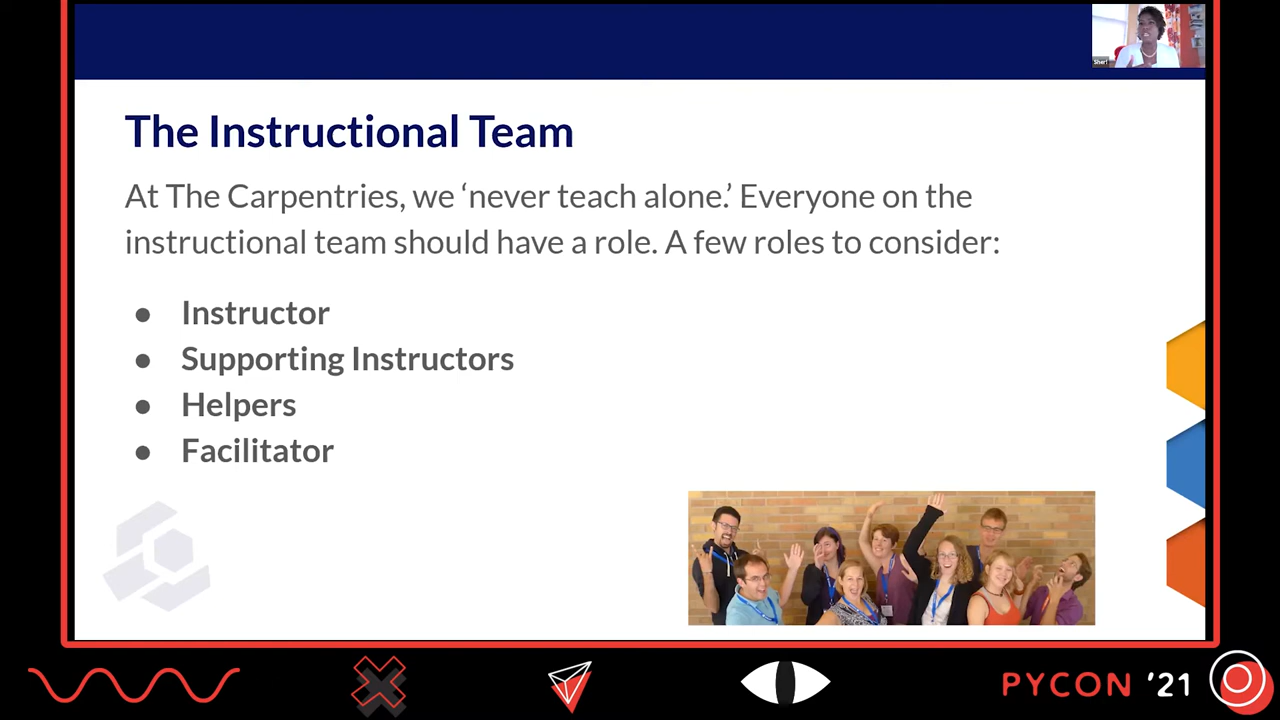 Sheri
The Instructional Team
At The Carpentries, we ‘never teach alone.’ Everyone on the
instructional team should have a role. A few roles to consider:
● Instructor
● Supporting Instructors
● Helpers
● Facilitator
PYCON '21